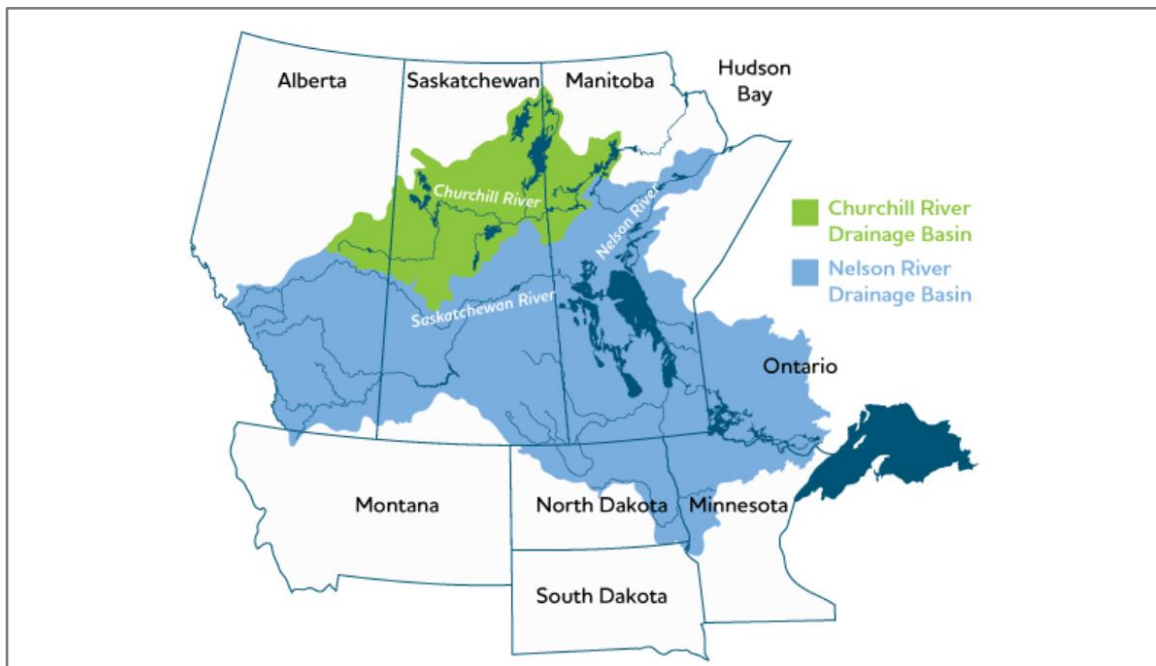 Alberta
Saskatchewan
Manitoba
Hudson
Bay
Churchill River
Nelson River
Saskatchewan River
Churchill River
Drainage Basin
Nelson River
Drainage Basin
Ontario
Montana
North Dakota
Minnesota
South Dakota